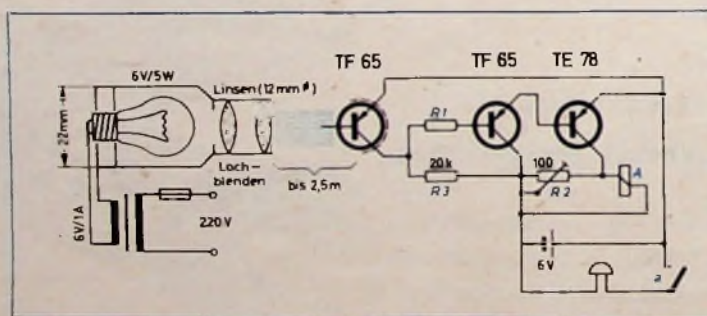 TF 65
TF 65
TE 78
6V/5W
Linsen (12mm ø)
22mm
Loch-
blenden
bis 2,5m
R1
20k
R3
100
R2
A
6V/1A
220V
6V
a